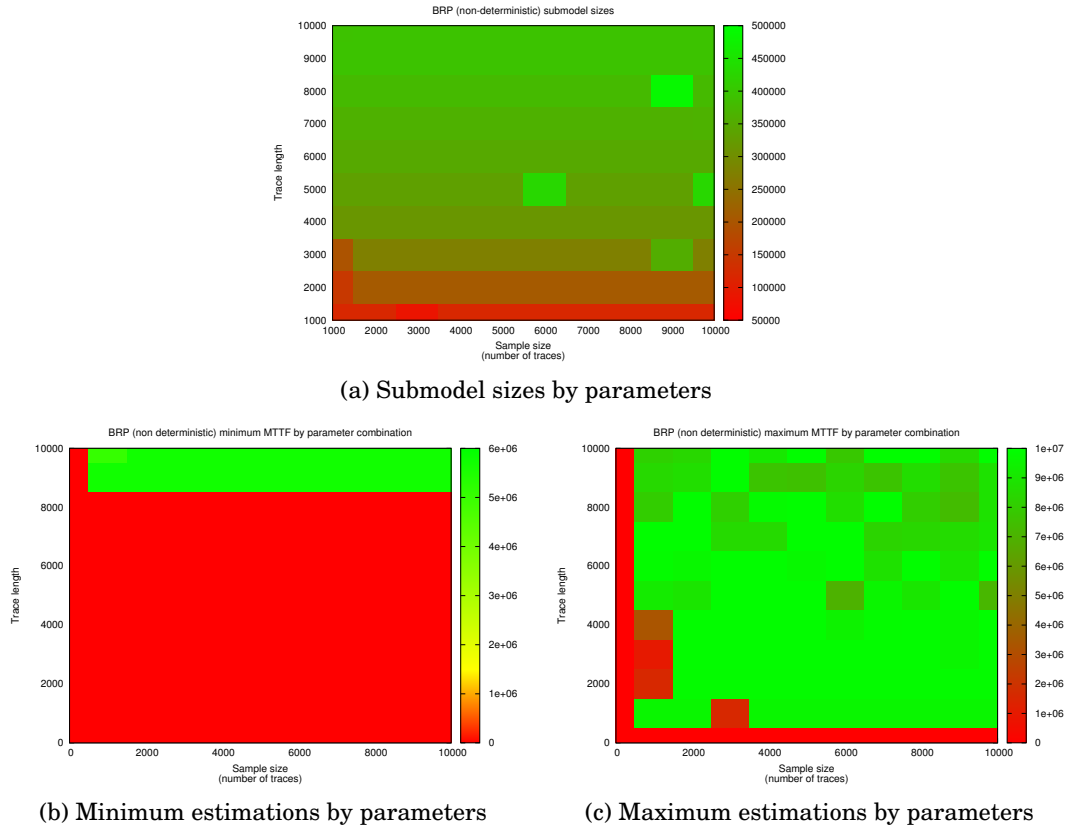 BRP (non-deterministic) submodel sizes
10000
9000
8000
7000
6000
5000
4000
3000
2000
1000
Trace length
1000 2000 3000 4000 5000 6000 7000 8000 9000 10000
Sample size
(number of traces)
500000
450000
400000
350000
300000
250000
200000
150000
100000
50000
(a) Submodel sizes by parameters
BRP (non deterministic) minimum MTTF by parameter combination
10000
8000
6000
4000
2000
0
Trace length
0 2000 4000 6000 8000 10000
Sample size
(number of traces)
6e+06
5e+06
4e+06
3e+06
2e+06
1e+06
0
(b) Minimum estimations by parameters
BRP (non deterministic) maximum MTTF by parameter combination
10000
8000
6000
4000
2000
0
Trace length
0 2000 4000 6000 8000 10000
Sample size
(number of traces)
1e+07
9e+06
8e+06
7e+06
6e+06
5e+06
4e+06
3e+06
2e+06
1e+06
0
(c) Maximum estimations by parameters